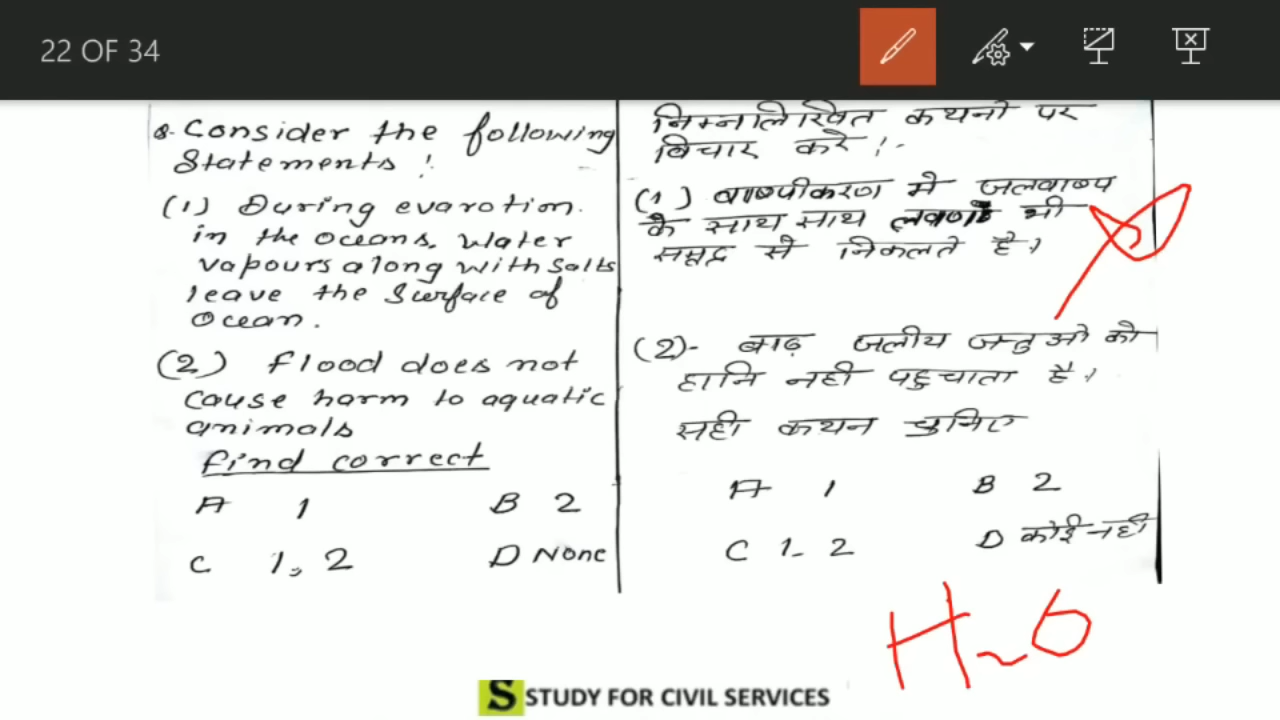 22 OF 34
Q. Consider the following
Statements :
(1) During evarotion
in the oceans, water
vapours along with salts
leave the surface of
Ocean.
(2) flood does not
cause harm to aquatic
animals
find correct
A 1 B 2
C 1, 2 D None
निम्नलिखित कथनो पर
विचार करे :-
(1) बाष्पीकरण मे जलवाष्प
के साथ साथ लवण भी
समुद्र से निकलते है।
(2)- बाढ़ जलीय जन्तुओ को
हानि नही पहुचाता है।
सही कथन चुनिए
A 1 B 2
C 1- 2 D कोई नही
H~O
S STUDY FOR CIVIL SERVICES